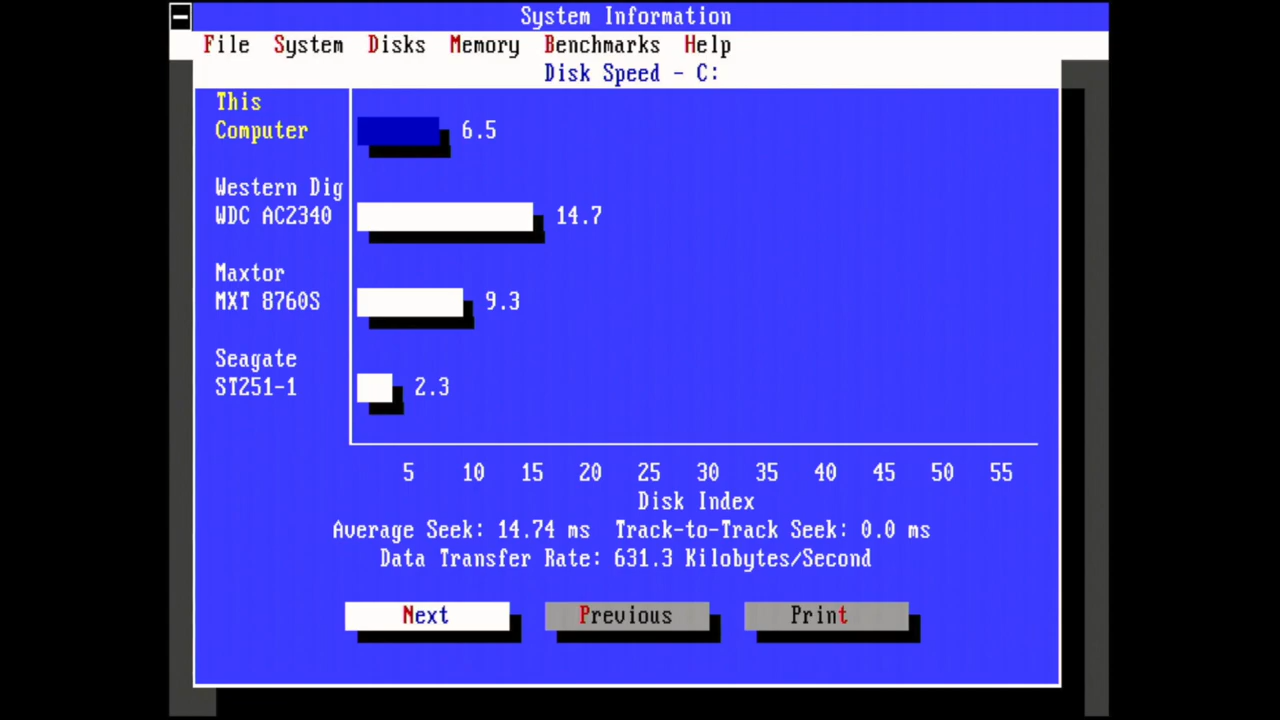 System Information
File System Disks Memory Benchmarks Help
Disk Speed - C:
This
Computer 6.5
Western Dig
WDC AC2340 14.7
Maxtor
MXT 8760S 9.3
Seagate
ST251-1 2.3
5 10 15 20 25 30 35 40 45 50 55
Disk Index
Average Seek: 14.74 ms Track-to-Track Seek: 0.0 ms
Data Transfer Rate: 631.3 Kilobytes/Second
Next Previous Print